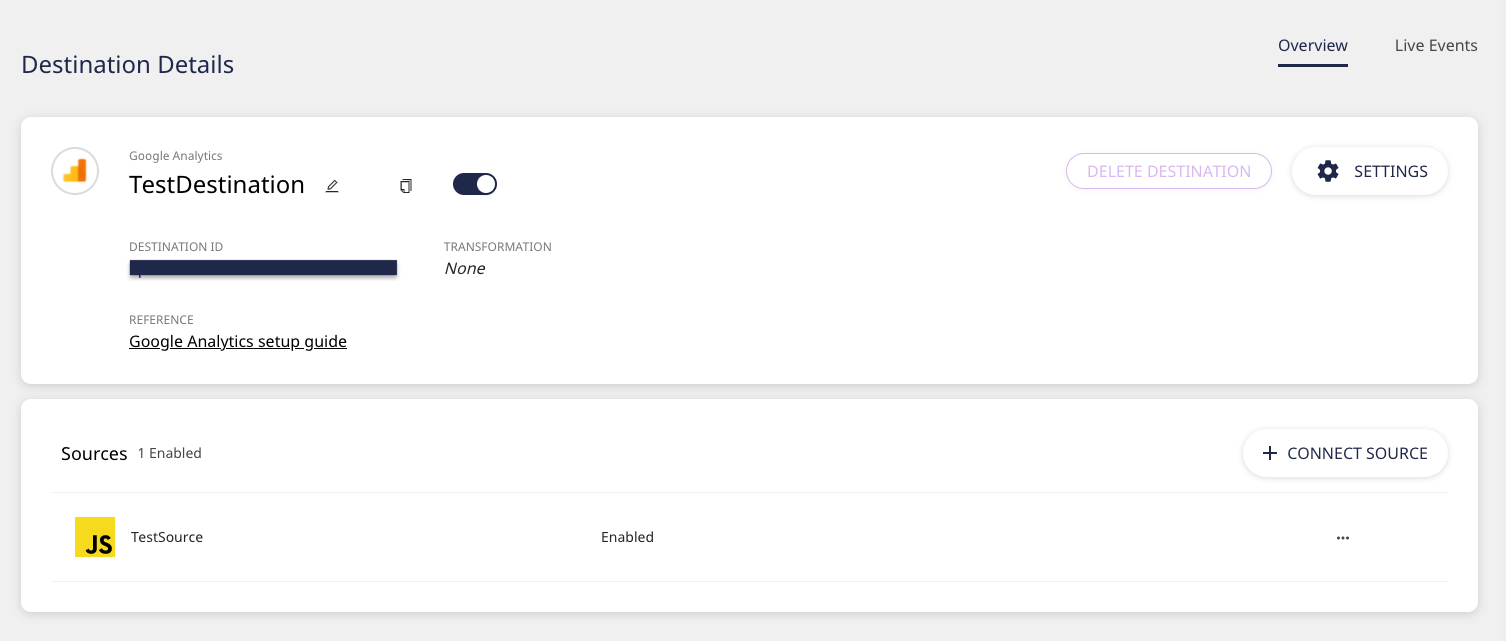 Overview
Live Events
Destination Details
Google Analytics
TestDestination
DELETE DESTINATION
SETTINGS
DESTINATION ID
TRANSFORMATION
None
REFERENCE
Google Analytics setup guide
Sources 1 Enabled
CONNECT SOURCE
JS
TestSource
Enabled